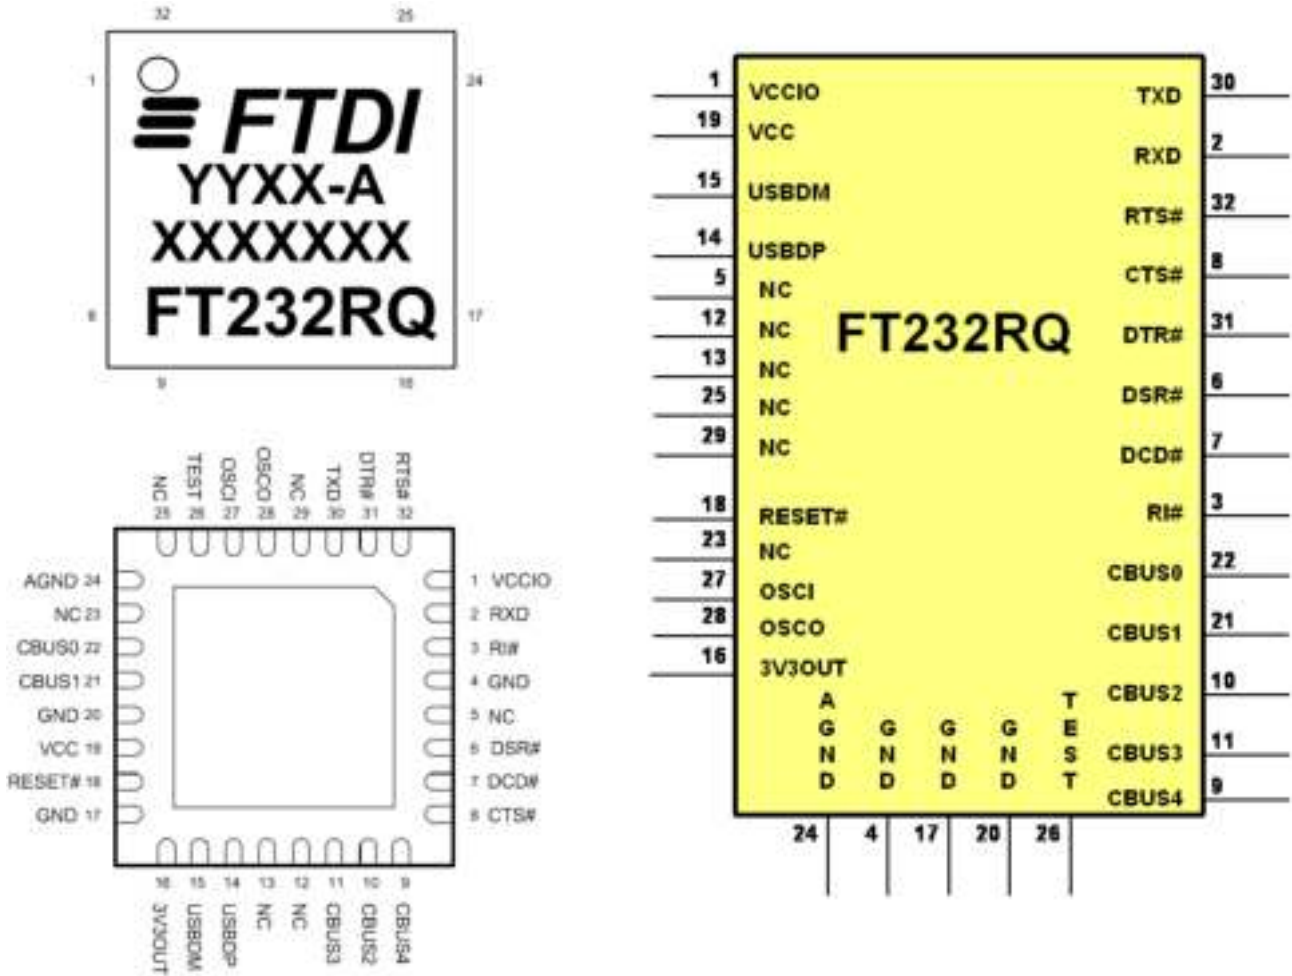 32 25
1 24
FTDI
YYXX-A
XXXXXXX
FT232RQ
8 17
9 16
NC TEST OSCI OSCO NC TXD DTR# RTS#
25 26 27 28 29 30 31 32
AGND 24 1 VCCIO
NC 23 2 RXD
CBUS0 22 3 RI#
CBUS1 21 4 GND
GND 20 5 NC
VCC 19 6 DSR#
RESET# 18 7 DCD#
GND 17 8 CTS#
16 15 14 13 12 11 10 9
3V3OUT USBDM USBDP NC NC CBUS3 CBUS2 CBUS4
1 VCCIO
19 VCC
15 USBDM
14 USBDP
5 NC
12 NC
13 NC
25 NC
29 NC
18 RESET#
23 NC
27 OSCI
28 OSCO
16 3V3OUT
FT232RQ
TXD 30
RXD 2
RTS# 32
CTS# 8
DTR# 31
DSR# 6
DCD# 7
RI# 3
CBUS0 22
CBUS1 21
CBUS2 10
CBUS3 11
CBUS4 9
AGND GND GND GND TEST
24 4 17 20 26